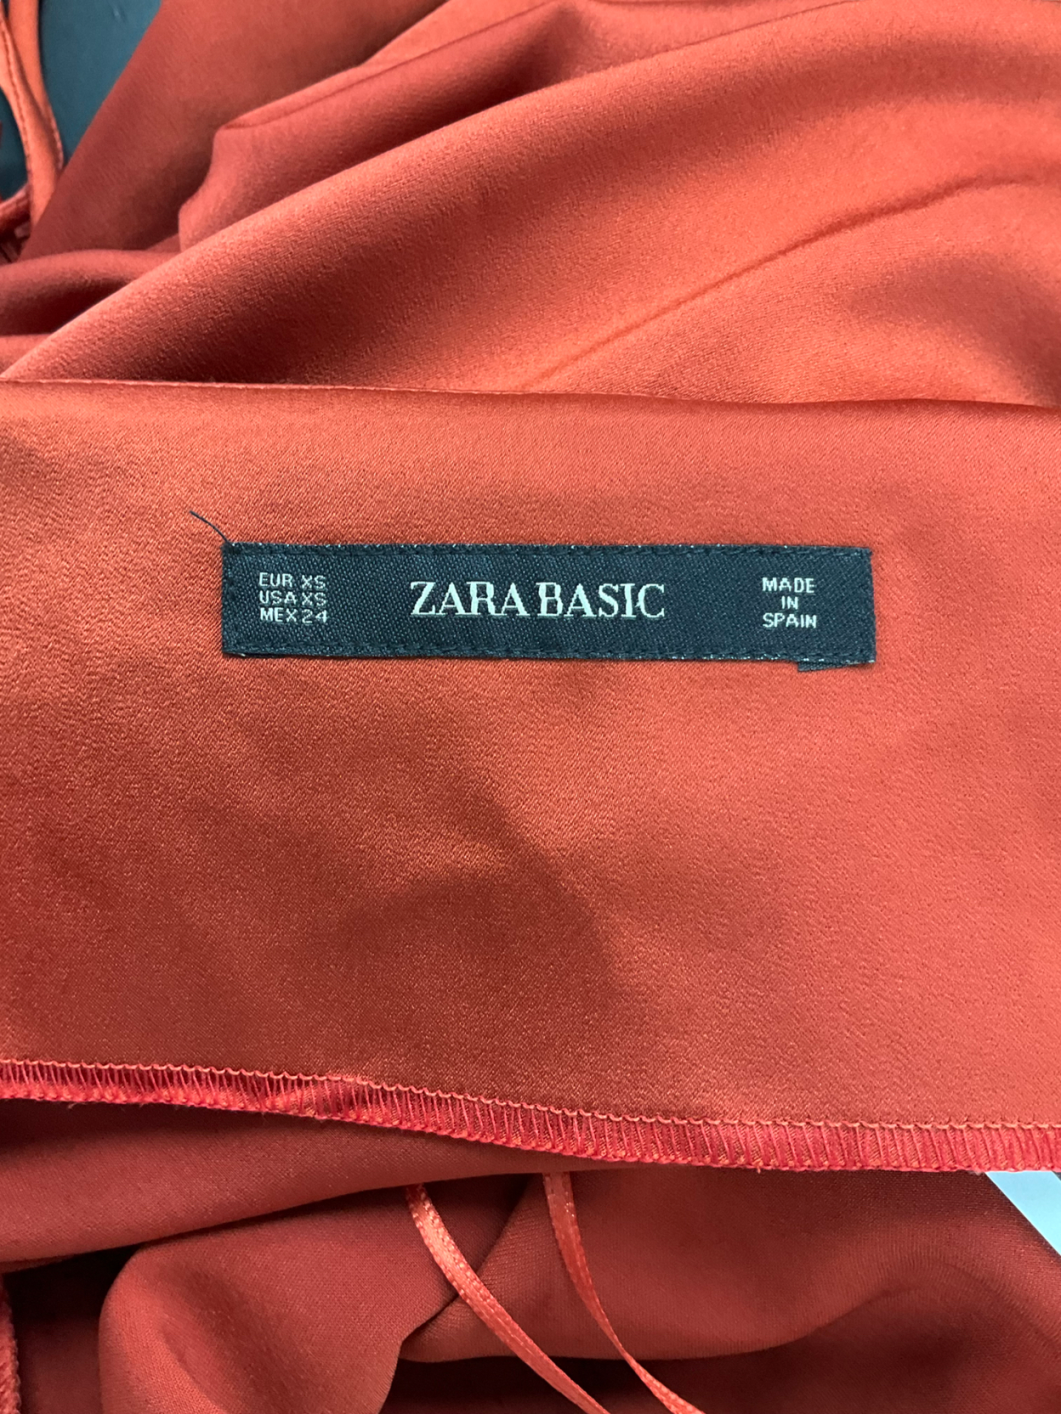 EUR XS
USA XS
MEX 24
ZARA BASIC
MADE
IN
SPAIN